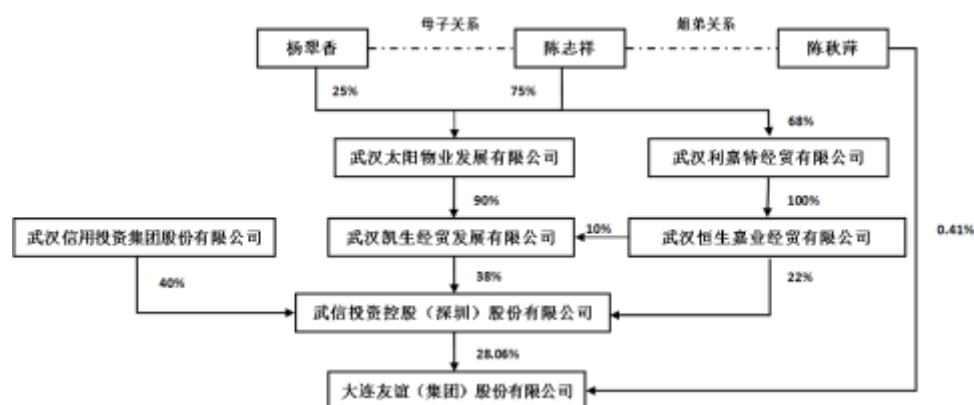 母子关系
姐弟关系
杨翠香
陈志祥
陈秋萍
25%
75%
68%
武汉太阳物业发展有限公司
武汉利嘉特经贸有限公司
90%
100%
武汉信用投资集团股份有限公司
武汉凯生经贸发展有限公司
10%
武汉恒生嘉业经贸有限公司
0.41%
40%
38%
22%
武信投资控股（深圳）股份有限公司
28.06%
大连友谊（集团）股份有限公司